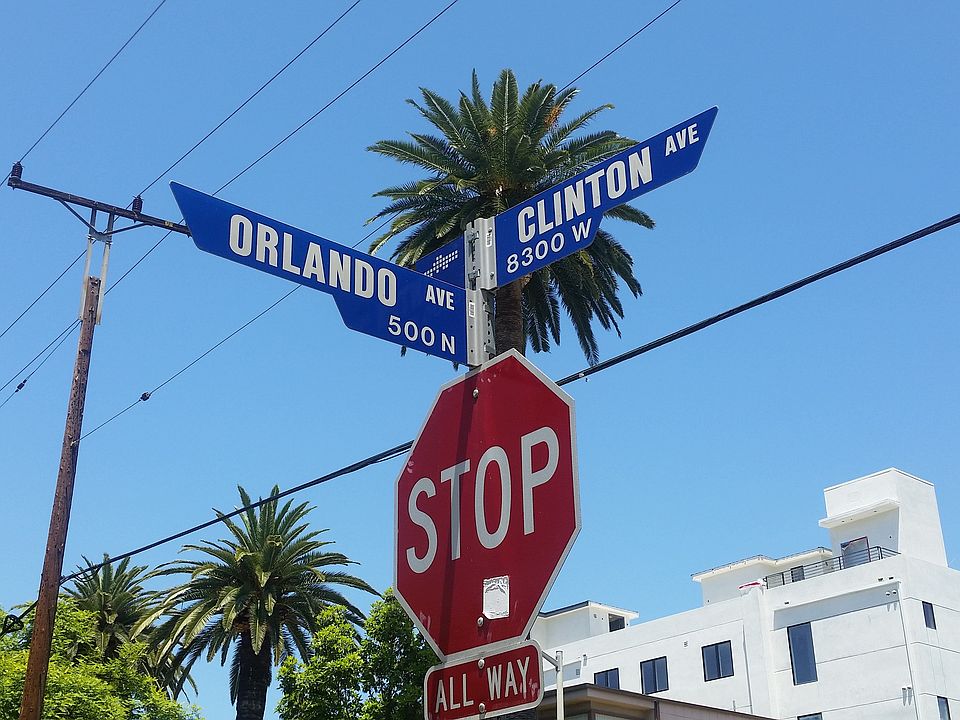 ORLANDO AVE
500 N
CLINTON AVE
8300 W
STOP
ALL WAY